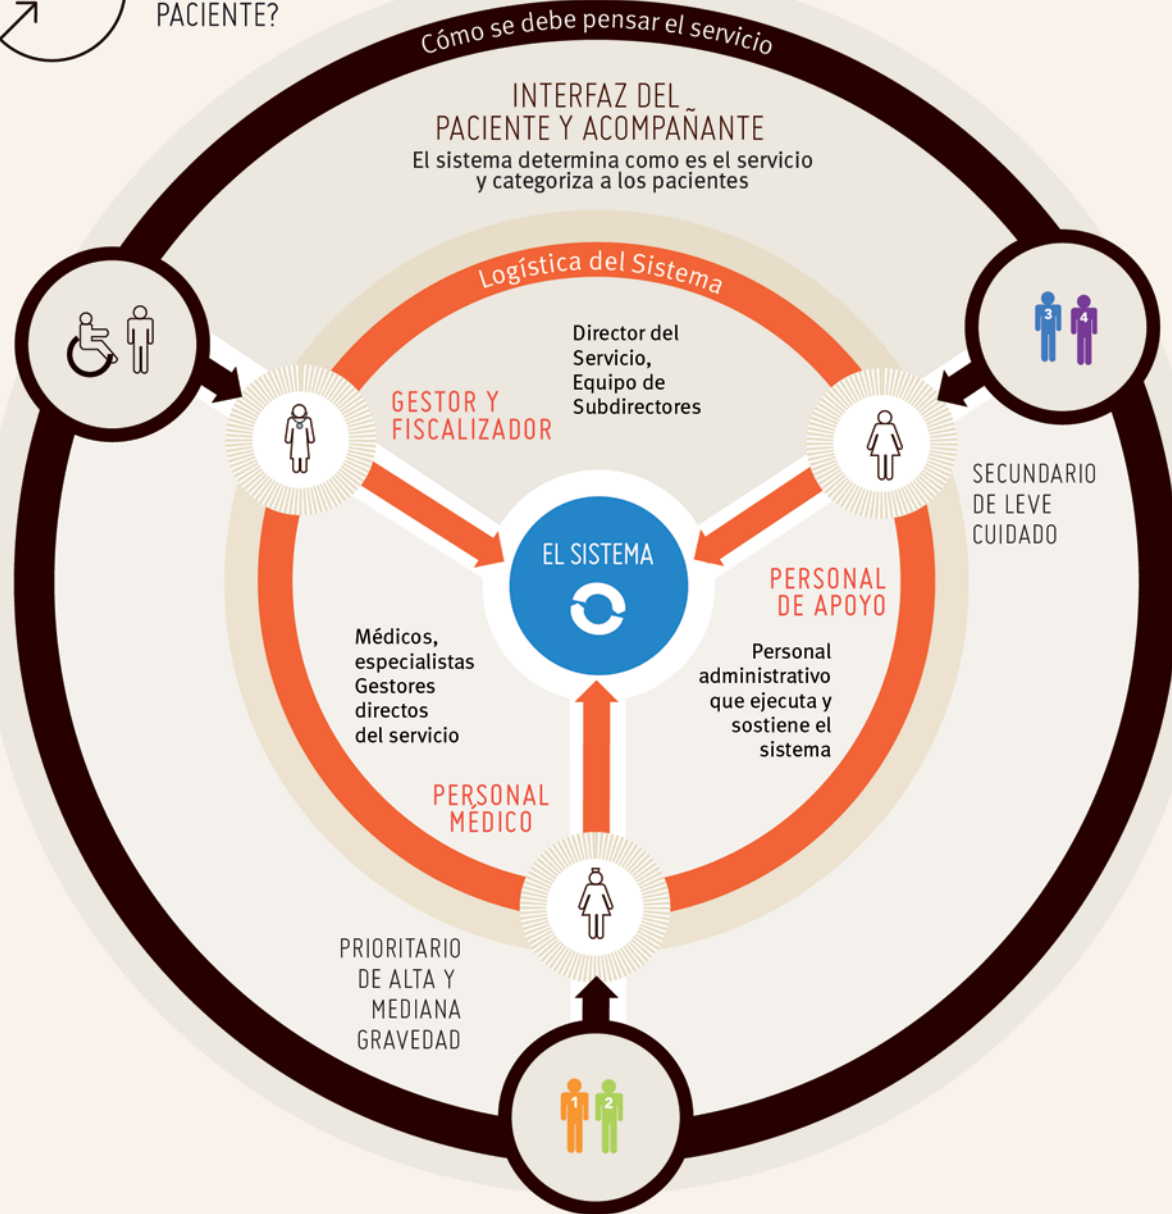 PACIENTE?
Cómo se debe pensar el servicio
INTERFAZ DEL
PACIENTE Y ACOMPAÑANTE
El sistema determina como es el servicio
y categoriza a los pacientes
Logística del Sistema
Director del
Servicio,
Equipo de
Subdirectores
GESTOR Y
FISCALIZADOR
3 4
SECUNDARIO
DE LEVE
CUIDADO
EL SISTEMA
PERSONAL
DE APOYO
Personal
administrativo
que ejecuta y
sostiene el
sistema
Médicos,
especialistas
Gestores
directos
del servicio
PERSONAL
MÉDICO
PRIORITARIO
DE ALTA Y
MEDIANA
GRAVEDAD
1 2